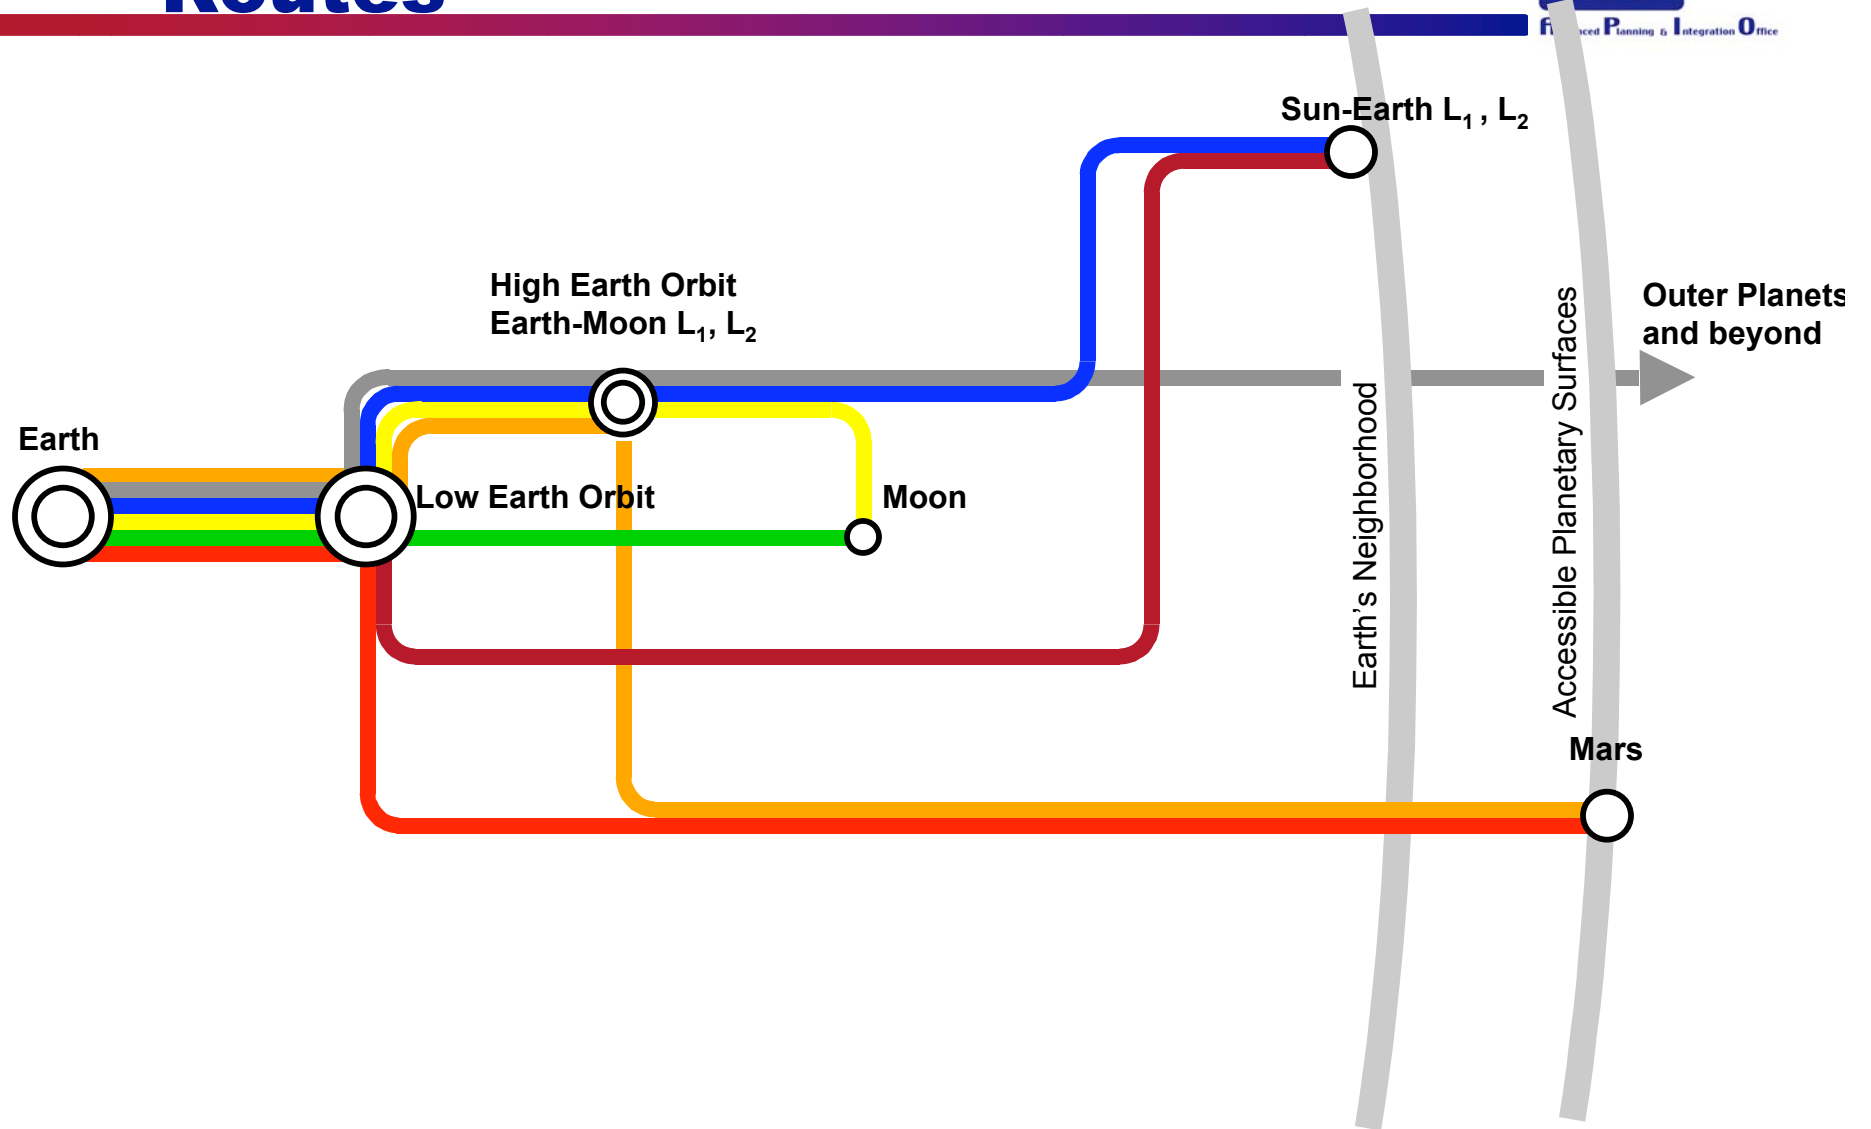 Routes
Planning & Integration Office
Sun-Earth L₁ , L₂
High Earth Orbit
Earth-Moon L₁, L₂
Outer Planets
and beyond
Earth
Low Earth Orbit
Moon
Earth’s Neighborhood
Accessible Planetary Surfaces
Mars